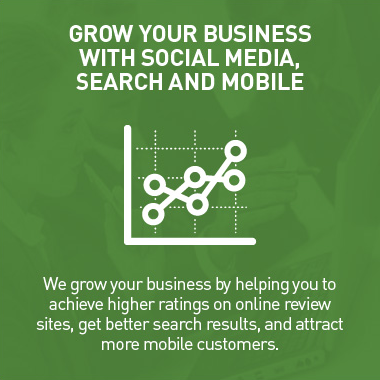 GROW YOUR BUSINESS
WITH SOCIAL MEDIA,
SEARCH AND MOBILE
We grow your business by helping you to
achieve higher ratings on online review
sites, get better search results, and attract
more mobile customers.